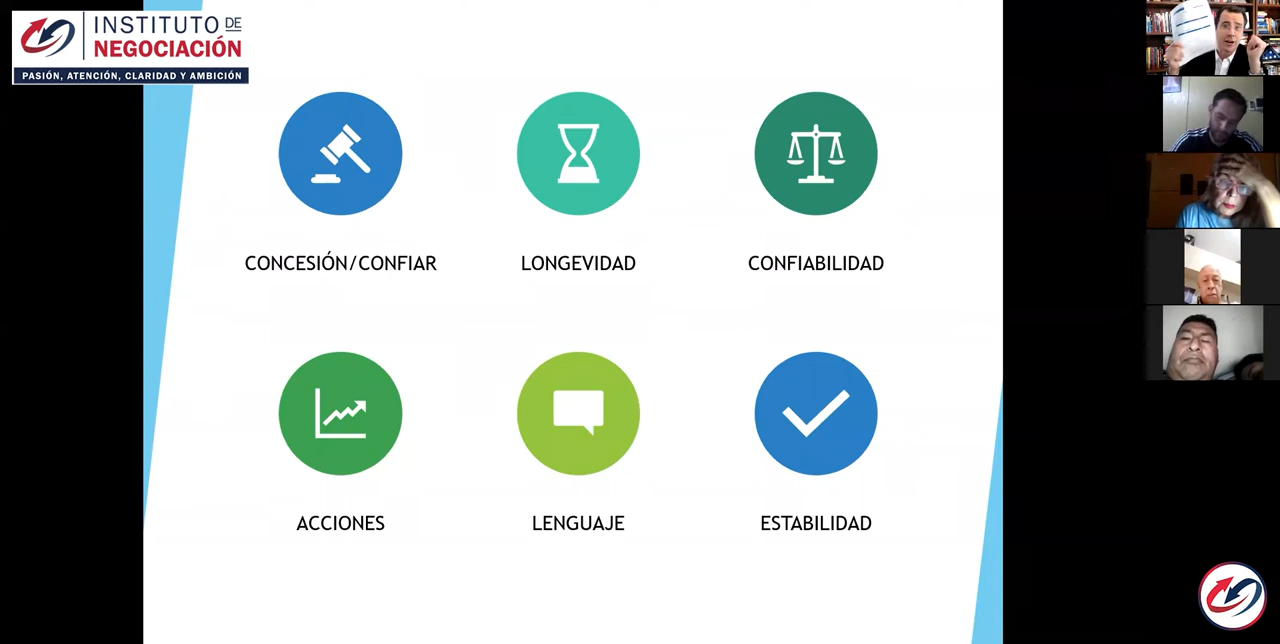 INSTITUTO DE
NEGOCIACIÓN
PASIÓN, ATENCIÓN, CLARIDAD Y AMBICIÓN
CONCESIÓN/CONFIAR
LONGEVIDAD
CONFIABILIDAD
ACCIONES
LENGUAJE
ESTABILIDAD